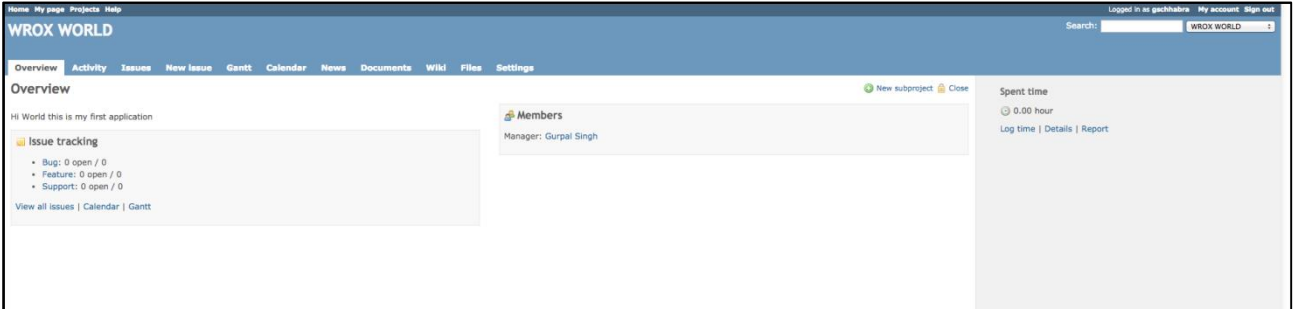 Home My page Projects Help
Logged in as gschhabra My account Sign out
WROX WORLD
Search:
WROX WORLD
Overview Activity Issues New issue Gantt Calendar News Documents Wiki Files Settings
Overview
New subproject Close
Hi World this is my first application
Issue tracking
• Bug: 0 open / 0
• Feature: 0 open / 0
• Support: 0 open / 0
View all issues | Calendar | Gantt
Members
Manager: Gurpal Singh
Spent time
0.00 hour
Log time | Details | Report